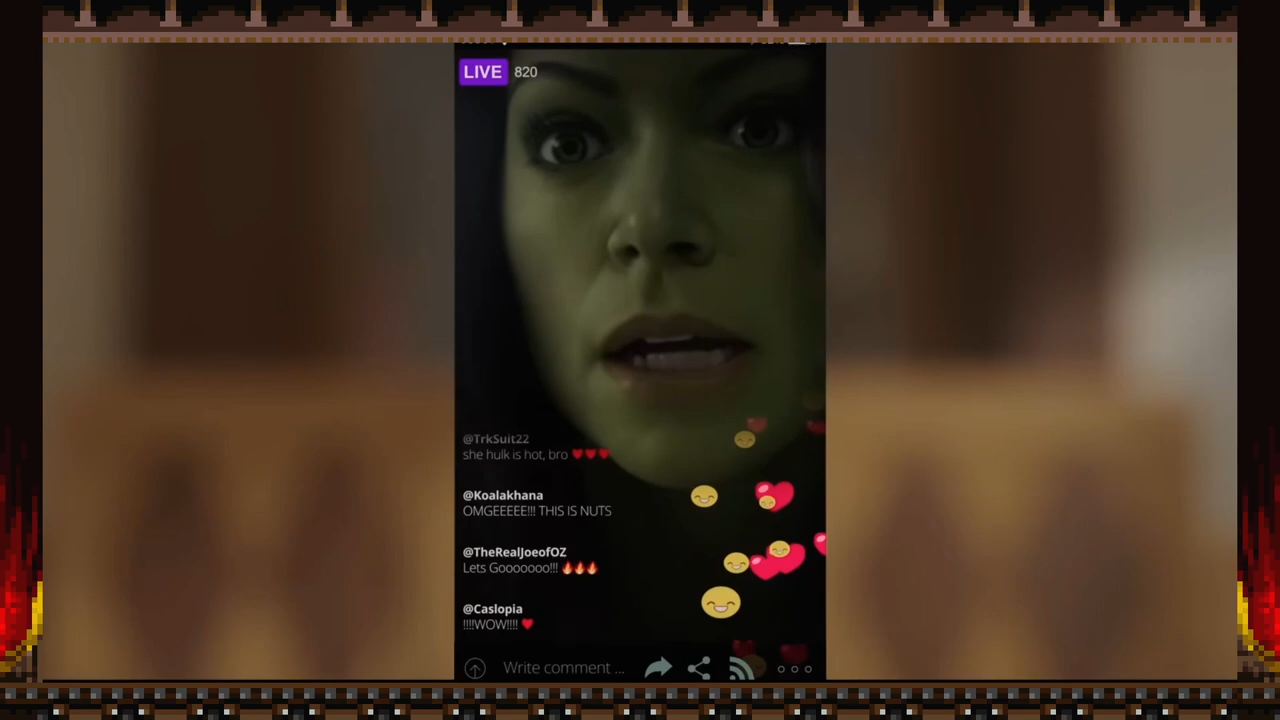 LIVE 820
@TrkSuit22
she hulk is hot, bro
@Koalakhana
OMGEEEEE!!! THIS IS NUTS
@TheRealJoeofOZ
Lets Gooooooo!!!
@Caslopia
!!!!WOW!!!!
Write comment ...